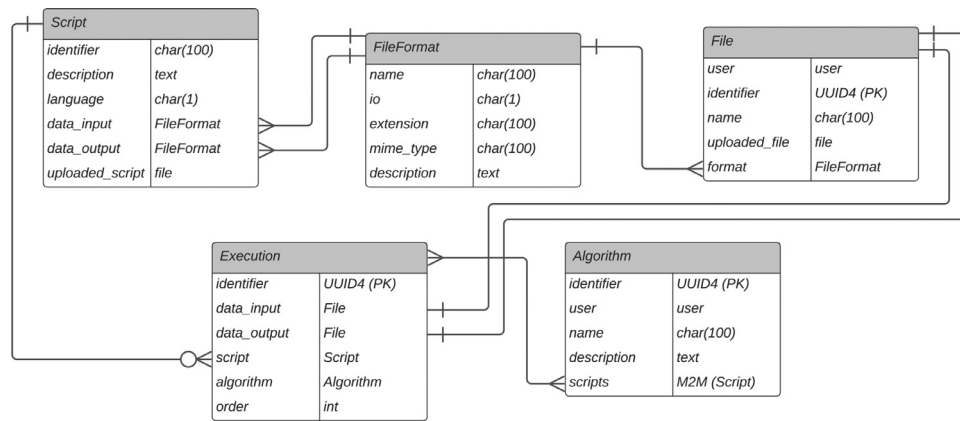 Script
identifier char(100)
description text
language char(1)
data_input FileFormat
data_output FileFormat
uploaded_script file
FileFormat
name char(100)
io char(1)
extension char(100)
mime_type char(100)
description text
File
user user
identifier UUID4 (PK)
name char(100)
uploaded_file file
format FileFormat
Execution
identifier UUID4 (PK)
data_input File
data_output File
script Script
algorithm Algorithm
order int
Algorithm
identifier UUID4 (PK)
user user
name char(100)
description text
scripts M2M (Script)